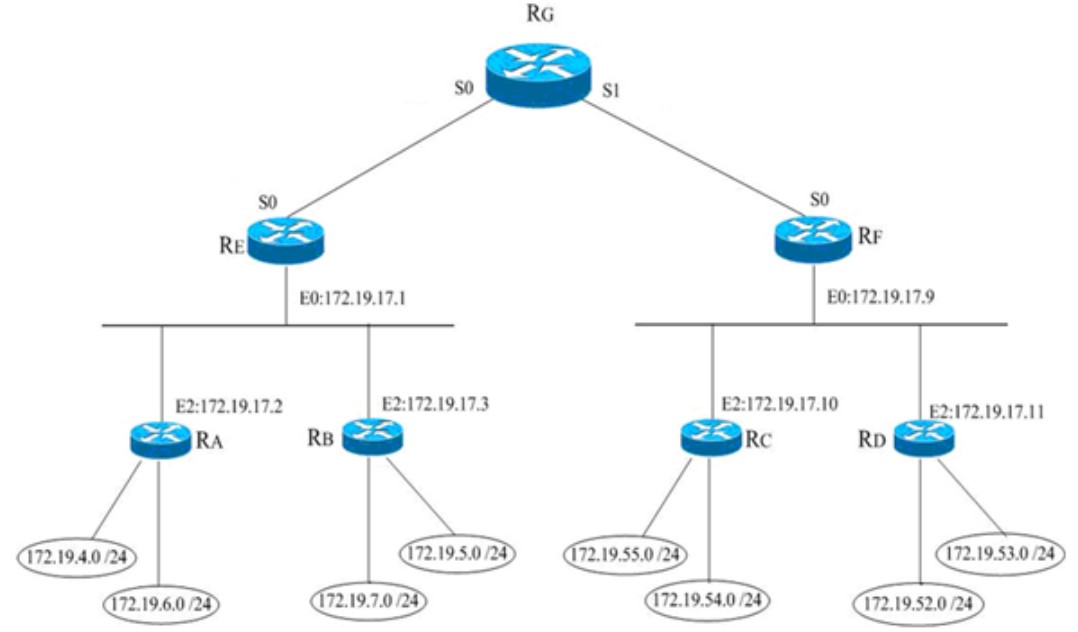 RG
S0
S1
S0
S0
RE
RF
E0:172.19.17.1
E0:172.19.17.9
E2:172.19.17.2
E2:172.19.17.3
E2:172.19.17.10
E2:172.19.17.11
RA
RB
RC
RD
172.19.4.0 /24
172.19.5.0 /24
172.19.55.0 /24
172.19.53.0 /24
172.19.6.0 /24
172.19.7.0 /24
172.19.54.0 /24
172.19.52.0 /24